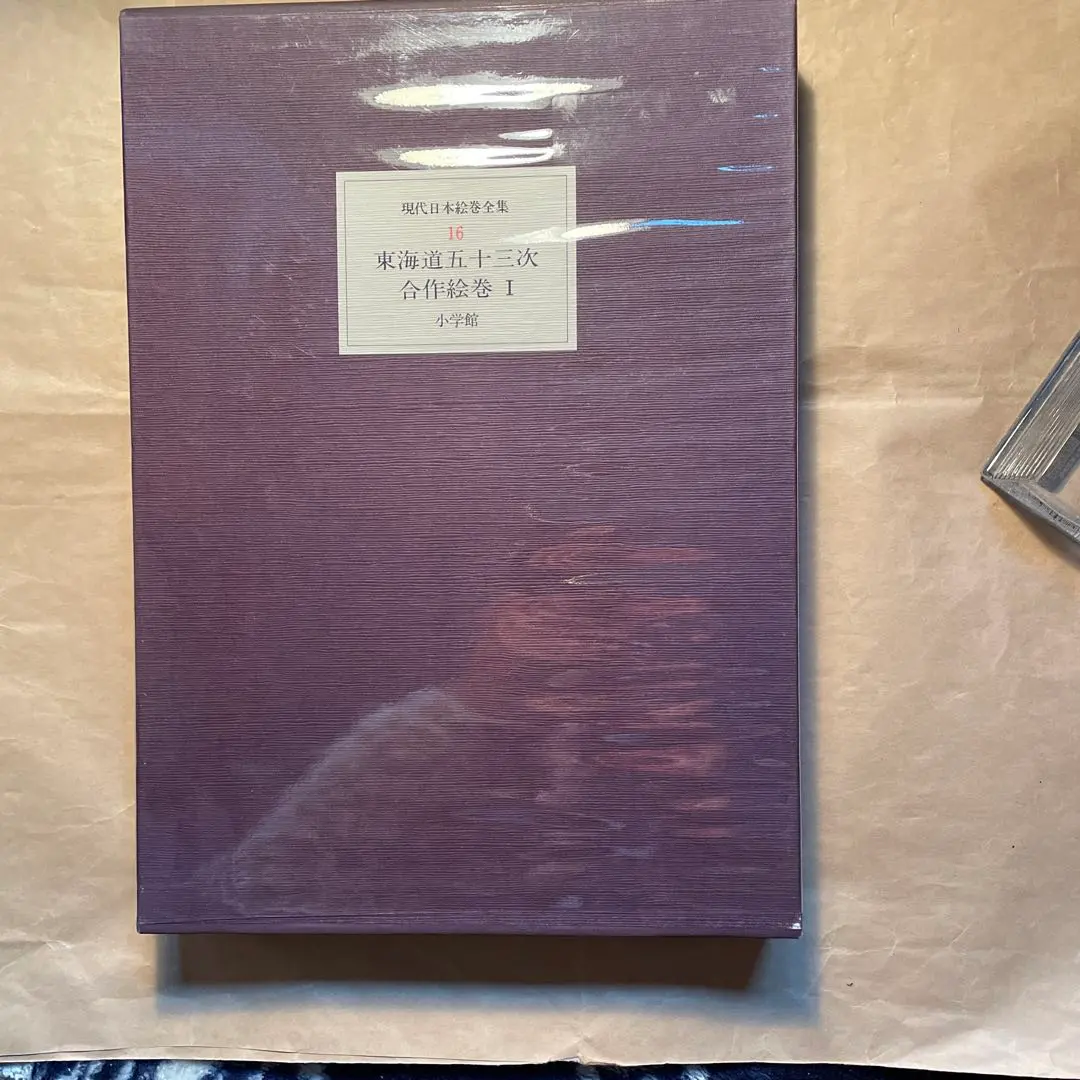 現代日本絵巻全集
16
東海道五十三次
合作絵巻 I
小学館